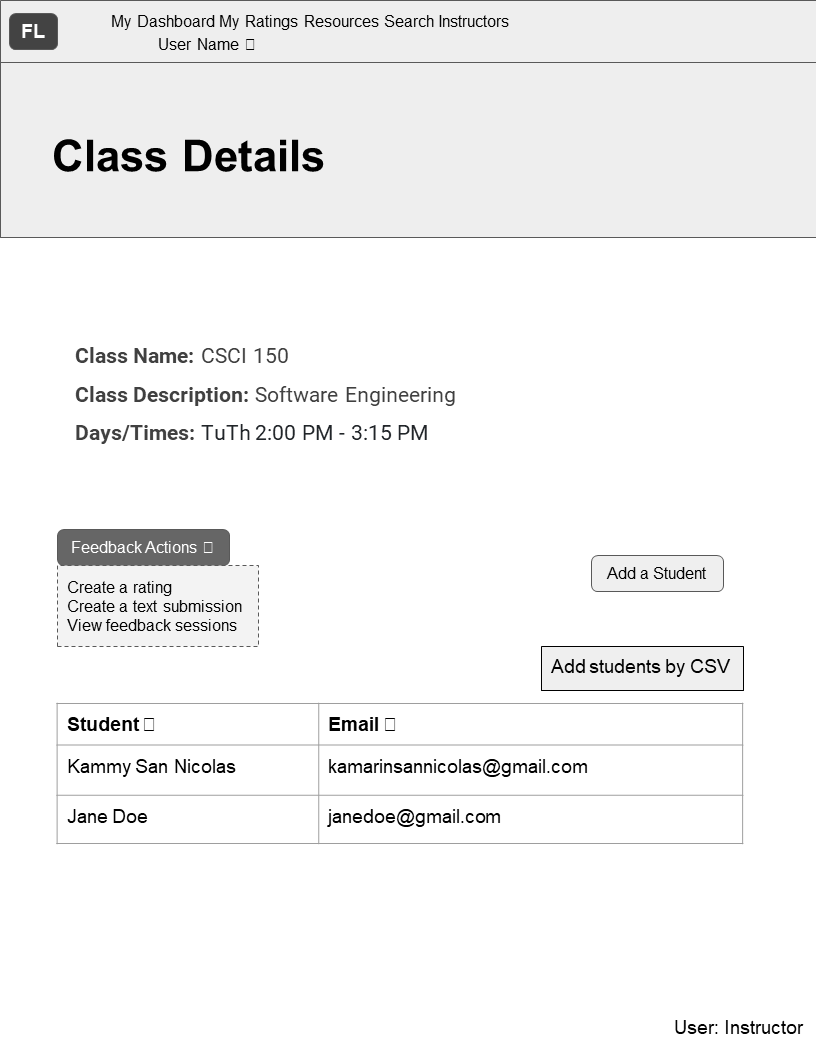 FL
My Dashboard My Ratings Resources Search Instructors
User Name
Class Details
Class Name: CSCI 150
Class Description: Software Engineering
Days/Times: TuTh 2:00 PM - 3:15 PM
Feedback Actions
Create a rating
Create a text submission
View feedback sessions
Add a Student
Add students by CSV
Student Email
Kammy San Nicolas kamarinsannicolas@gmail.com
Jane Doe janedoe@gmail.com
User: Instructor